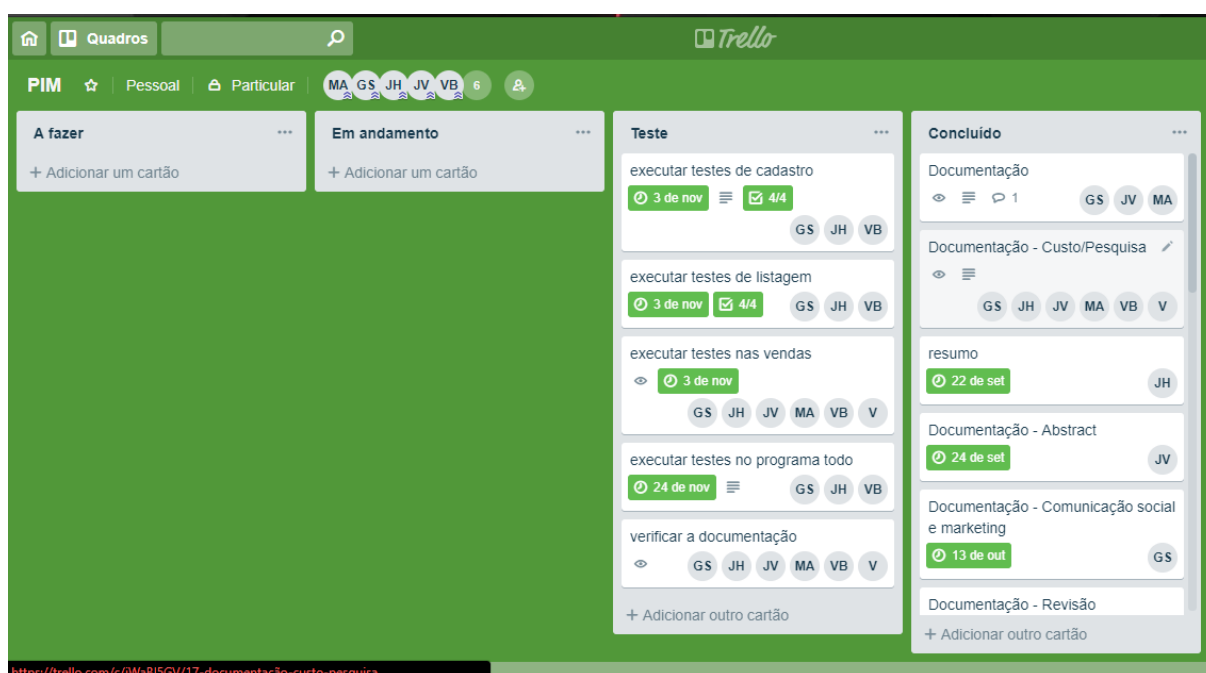 Quadros
Trello
PIM
Pessoal
Particular
MA GS JH JV VB 6
A fazer
+ Adicionar um cartão
Em andamento
+ Adicionar um cartão
Teste
executar testes de cadastro
3 de nov 4/4
GS JH VB
executar testes de listagem
3 de nov 4/4 GS JH VB
executar testes nas vendas
3 de nov
GS JH JV MA VB V
executar testes no programa todo
24 de nov GS JH VB
verificar a documentação
GS JH JV MA VB V
+ Adicionar outro cartão
Concluído
Documentação
1 GS JV MA
Documentação - Custo/Pesquisa
GS JH JV MA VB V
resumo
22 de set JH
Documentação - Abstract
24 de set JV
Documentação - Comunicação social
e marketing
13 de out GS
Documentação - Revisão
+ Adicionar outro cartão